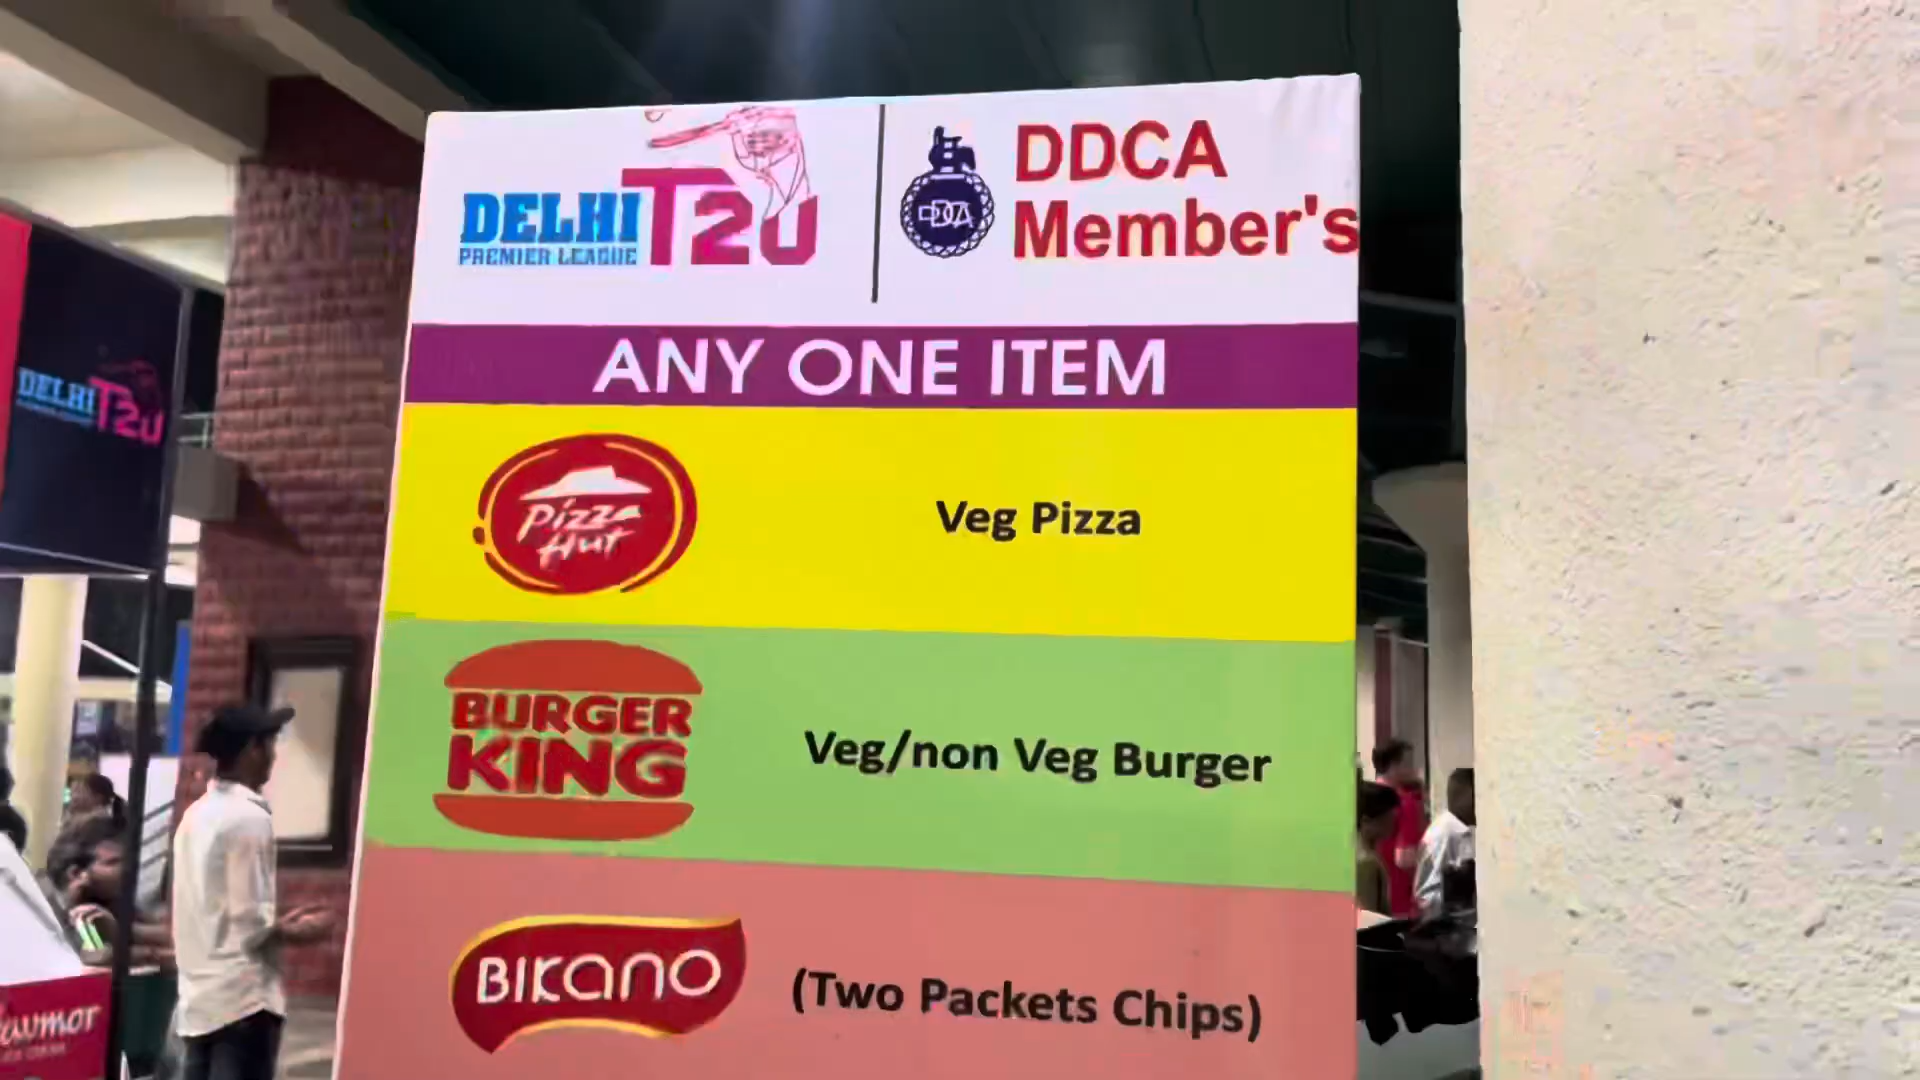 DELHI T20
PREMIER LEAGUE
DDCA
DDCA
Member's
ANY ONE ITEM
Pizza
Hut
Veg Pizza
BURGER
KING
Veg/non Veg Burger
BIKANO
(Two Packets Chips)
DELHI T20